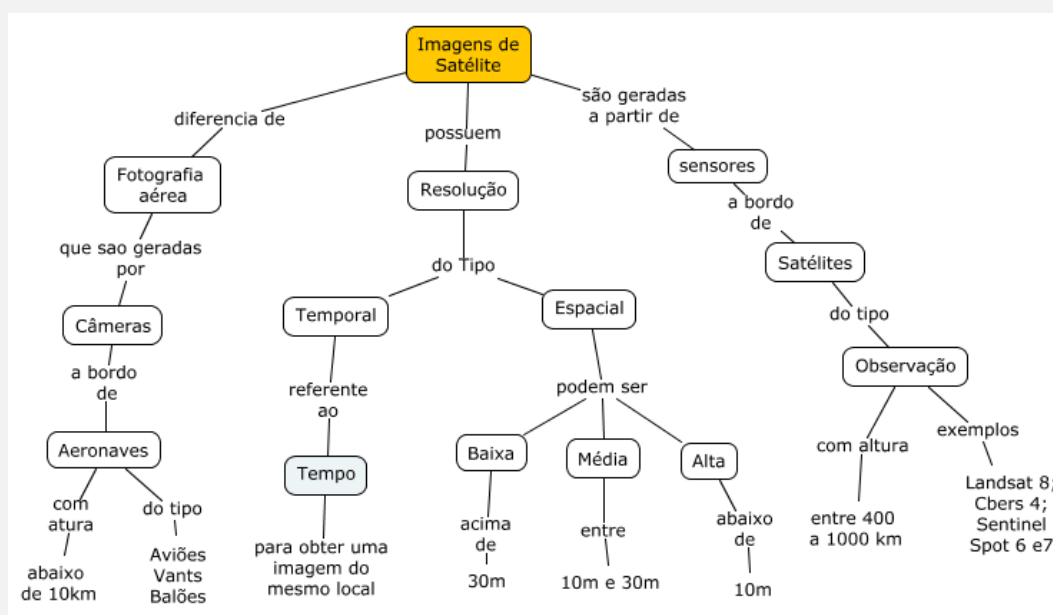 Imagens de
Satélite
diferencia de
possuem
são geradas
a partir de
Fotografia
aérea
Resolução
sensores
que sao geradas
por
do Tipo
a bordo
de
Câmeras
Temporal
Espacial
Satélites
a bordo
de
referente
ao
podem ser
do tipo
Aeronaves
Tempo
Baixa
Média
Alta
Observação
com
atura
do tipo
para obter uma
imagem do
mesmo local
acima
de
entre
abaixo
de
com altura
exemplos
abaixo
de 10km
Aviões
Vants
Balões
30m
10m e 30m
10m
entre 400
a 1000 km
Landsat 8;
Cbers 4;
Sentinel
Spot 6 e7